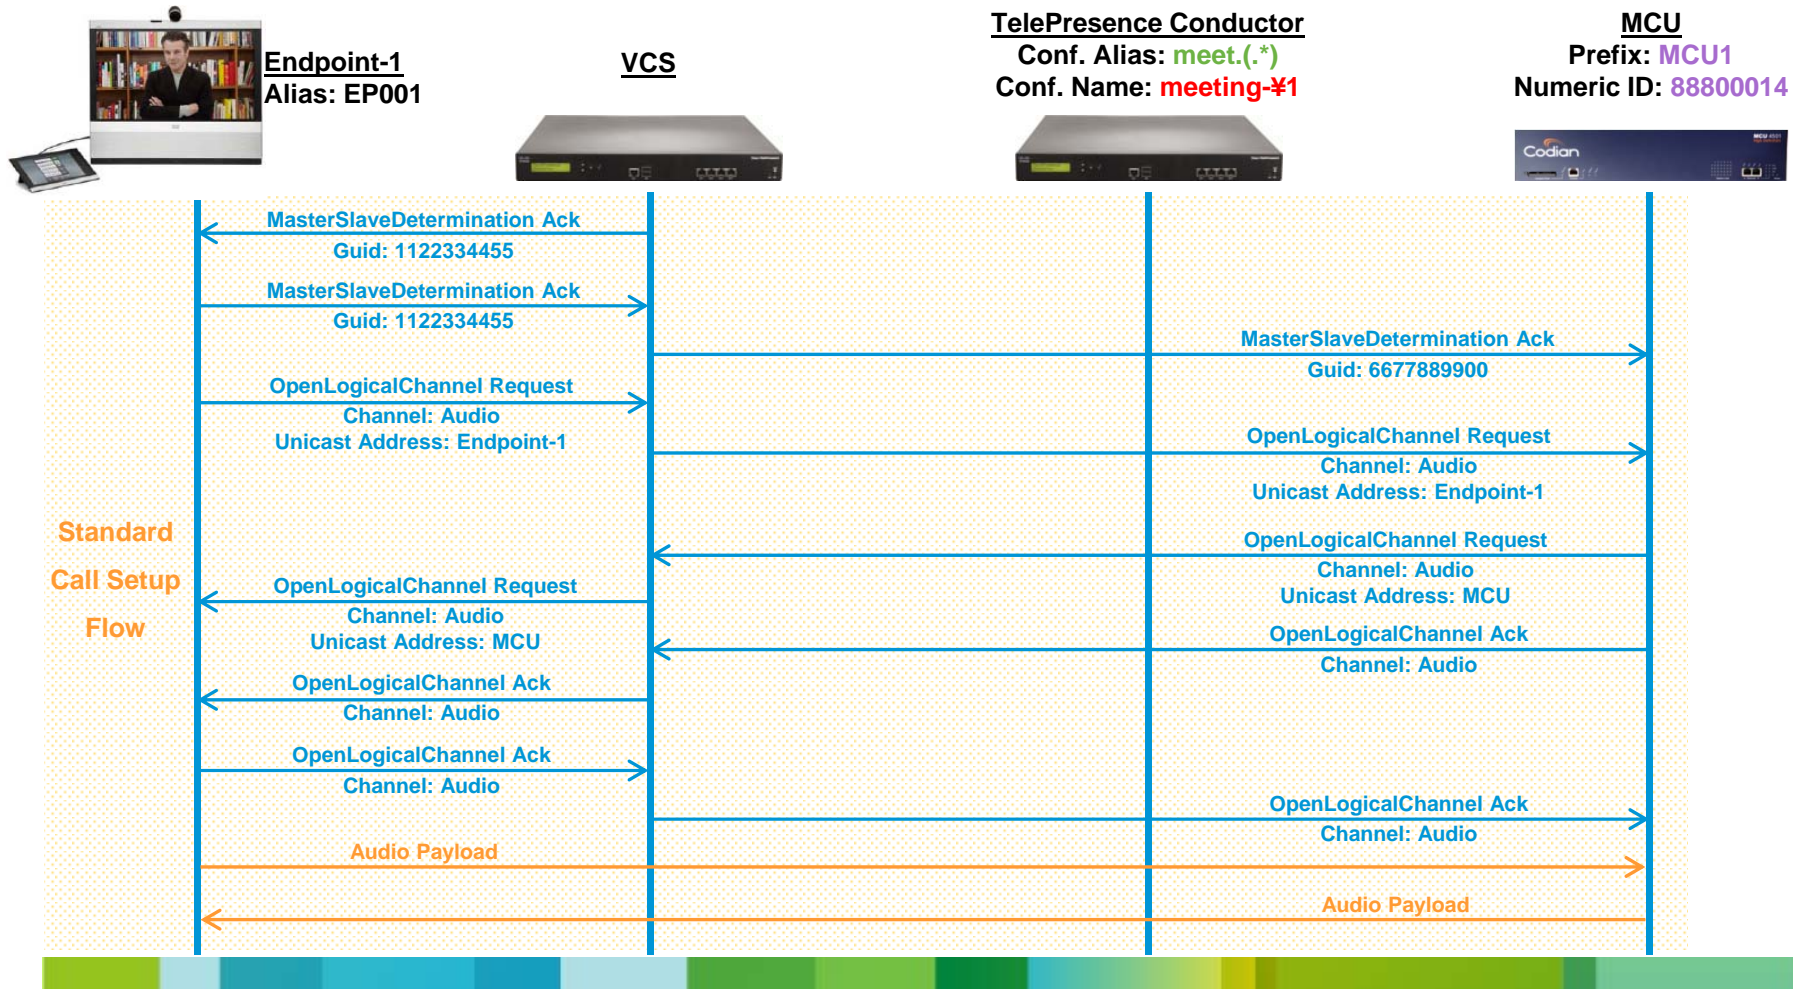 Endpoint-1
Alias: EP001
VCS
TelePresence Conductor
Conf. Alias: meet.(.*)
Conf. Name: meeting-¥1
MCU
Prefix: MCU1
Numeric ID: 88800014
Codian
MasterSlaveDetermination Ack
Guid: 1122334455
MasterSlaveDetermination Ack
Guid: 1122334455
MasterSlaveDetermination Ack
Guid: 6677889900
OpenLogicalChannel Request
Channel: Audio
Unicast Address: Endpoint-1
OpenLogicalChannel Request
Channel: Audio
Unicast Address: Endpoint-1
Standard
Call Setup
Flow
OpenLogicalChannel Request
Channel: Audio
Unicast Address: MCU
OpenLogicalChannel Request
Channel: Audio
Unicast Address: MCU
OpenLogicalChannel Ack
Channel: Audio
OpenLogicalChannel Ack
Channel: Audio
OpenLogicalChannel Ack
Channel: Audio
OpenLogicalChannel Ack
Channel: Audio
Audio Payload
Audio Payload